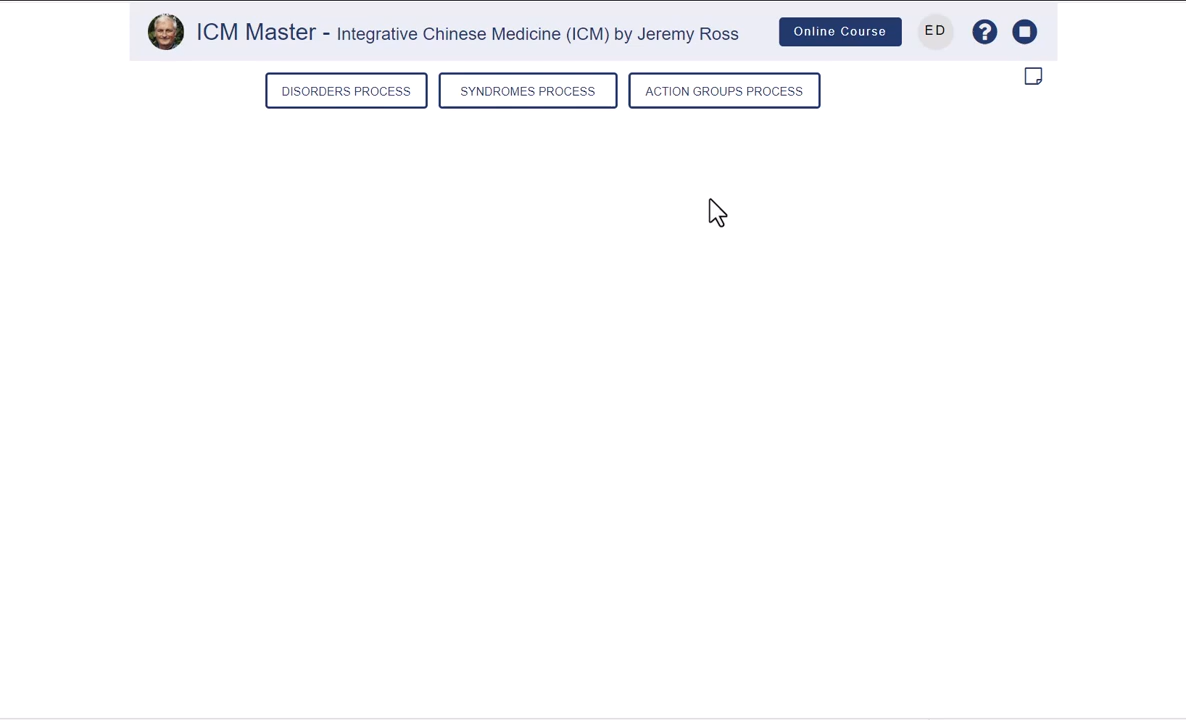 ICM Master - Integrative Chinese Medicine (ICM) by Jeremy Ross
Online Course
ED
?
DISORDERS PROCESS
SYNDROMES PROCESS
ACTION GROUPS PROCESS